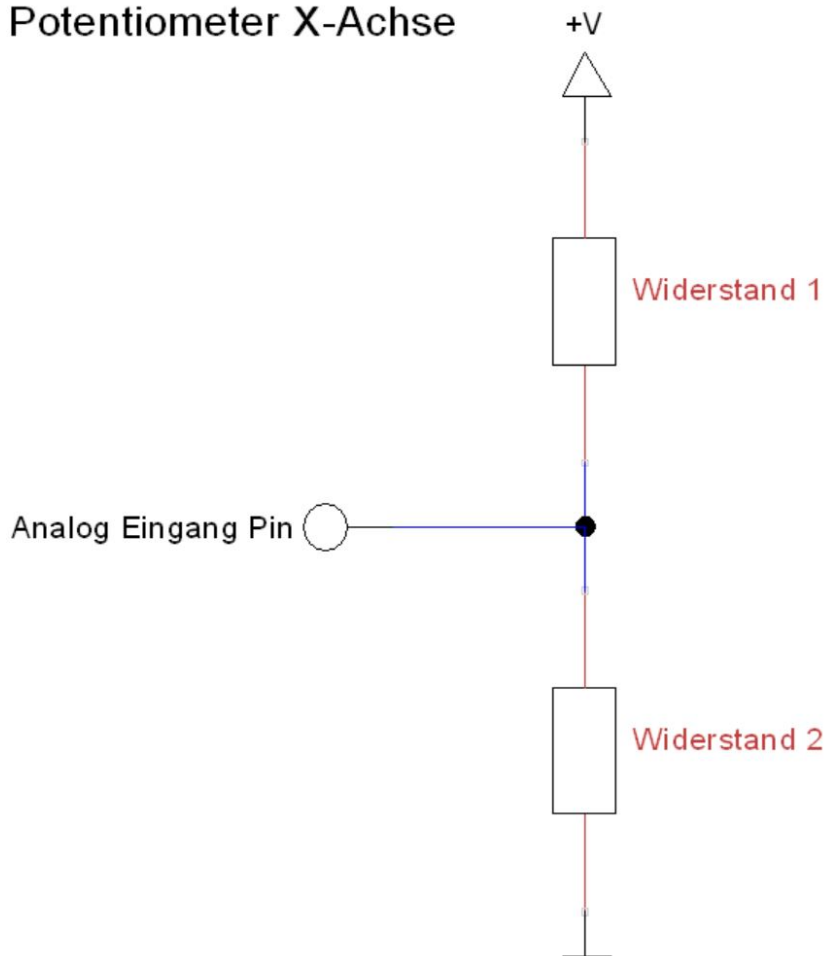 Potentiometer X-Achse
+V
Widerstand 1
Analog Eingang Pin
Widerstand 2